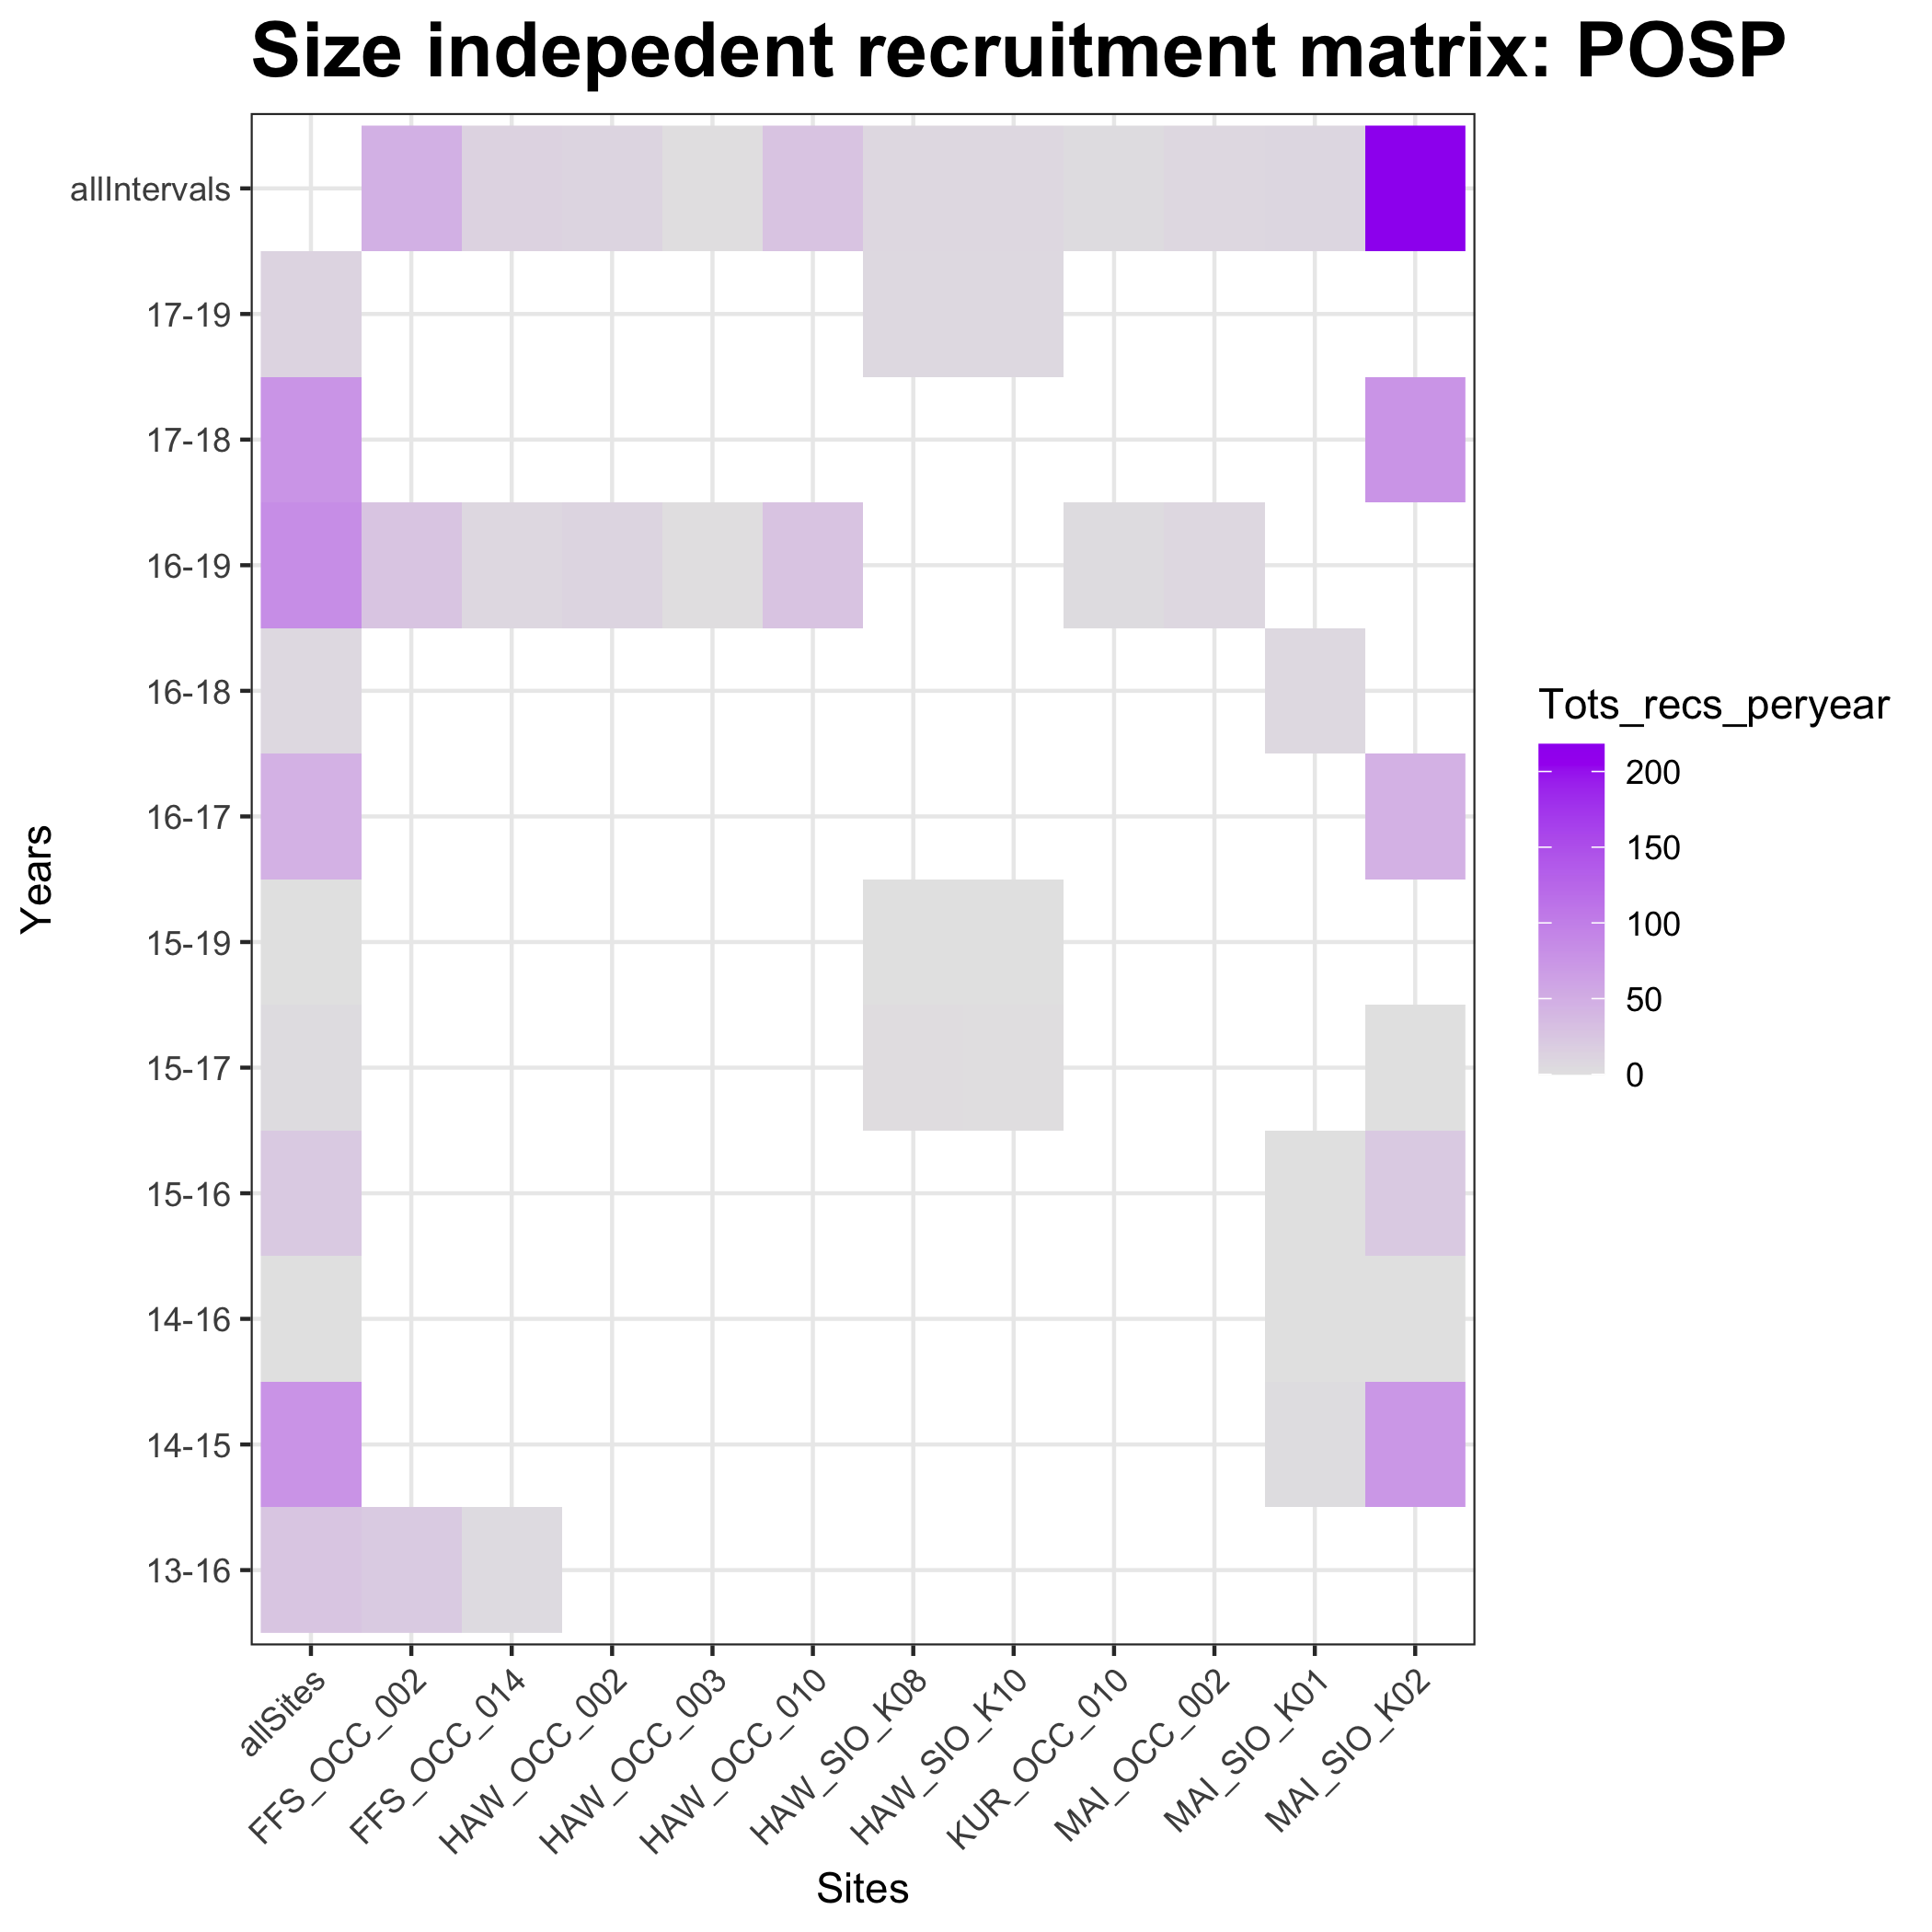 Size indepedent recruitment matrix: POSP
allIntervals
17-19
17-18
16-19
16-18
16-17
15-19
15-17
15-16
14-16
14-15
13-16
Years
allSites
FFS_OCC_002
FFS_OCC_014
HAW_OCC_002
HAW_OCC_003
HAW_OCC_010
HAW_SIO_K08
HAW_SIO_K10
KUR_OCC_010
MAI_OCC_002
MAI_SIO_K01
MAI_SIO_K02
Sites
Tots_recs_peryear
200
150
100
50
0